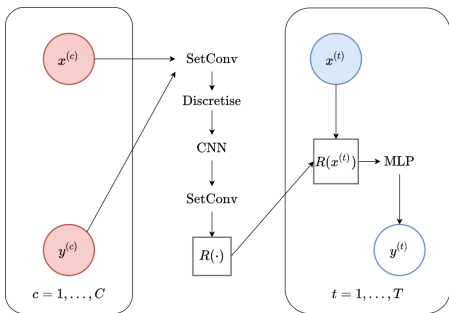 x^{(c)}
y^{(c)}
c = 1, . . . , C
SetConv
Discretise
CNN
SetConv
R(·)
x^{(t)}
R(x^{(t)})
MLP
y^{(t)}
t = 1, . . . , T